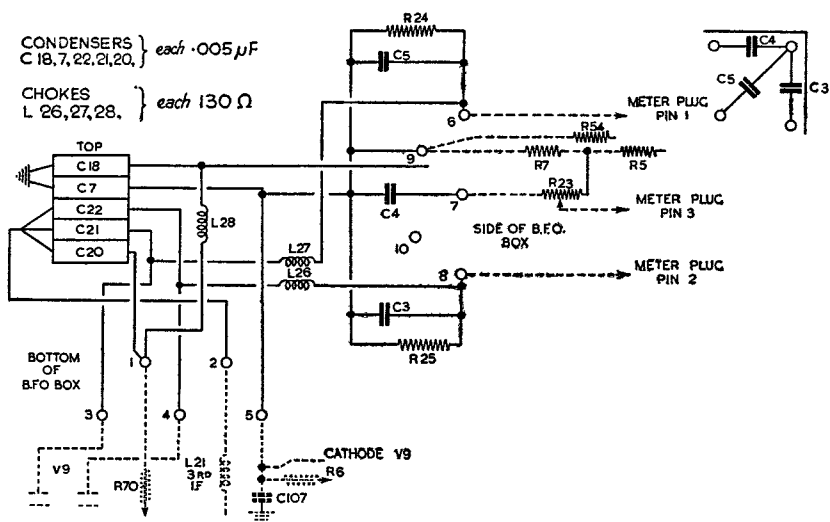 CONDENSERS
C 18,7,22,21,20,
each .005µF
CHOKES
L 26,27,28.
each 130 Ω
R24
C5
6
METER PLUG
PIN 1
C4
C5
C3
TOP
C18
C7
C22
C21
C20
L28
9
R54
R7
R5
C4
7
R23
METER PLUG
PIN 3
SIDE OF B.F.O.
BOX
10
L27
L26
8
METER PLUG
PIN 2
C3
R25
BOTTOM
OF
B.F.O BOX
1
2
3
4
5
V9
R70
L21
3RD
I.F
CATHODE V9
R6
C107